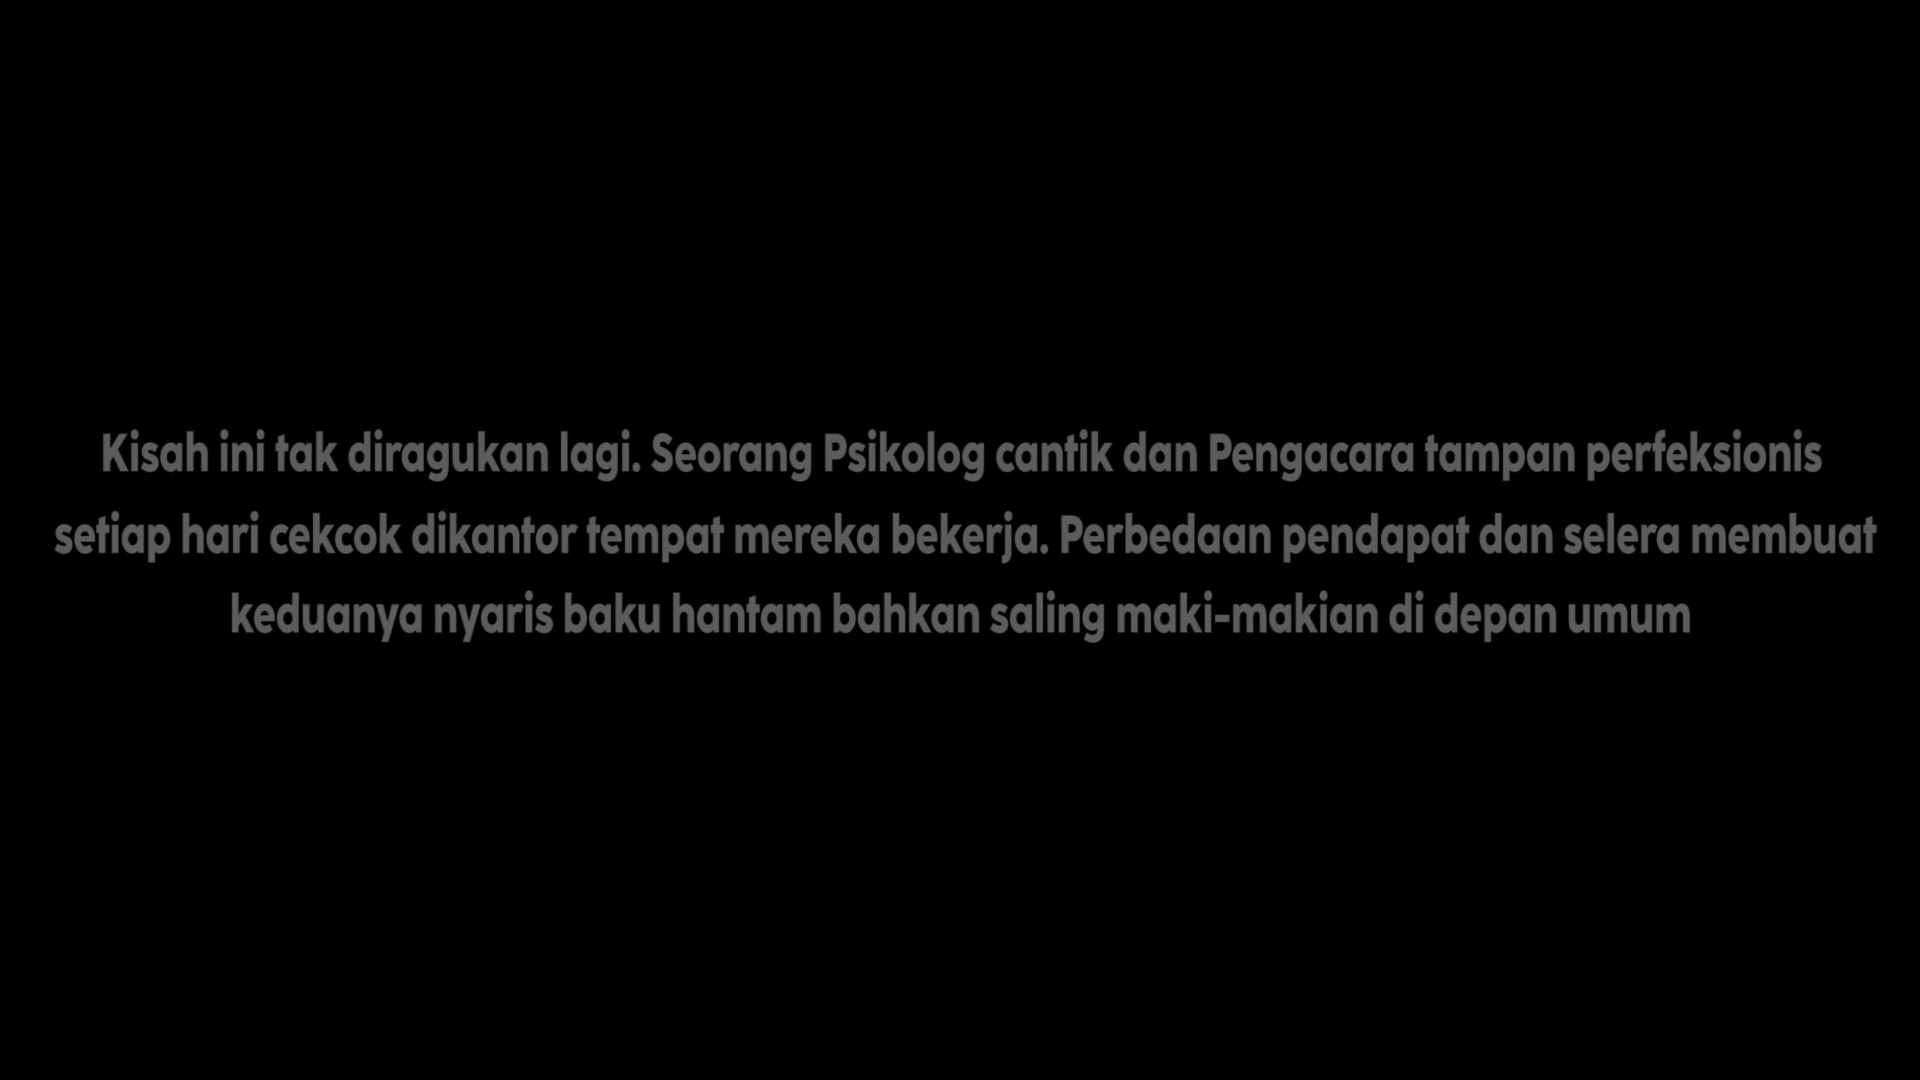 Kisah ini tak diragukan lagi. Seorang Psikolog cantik dan Pengacara tampan perfeksionis
setiap hari cekcok dikantor tempat mereka bekerja. Perbedaan pendapat dan selera membuat
keduanya nyaris baku hantam bahkan saling maki-makian di depan umum